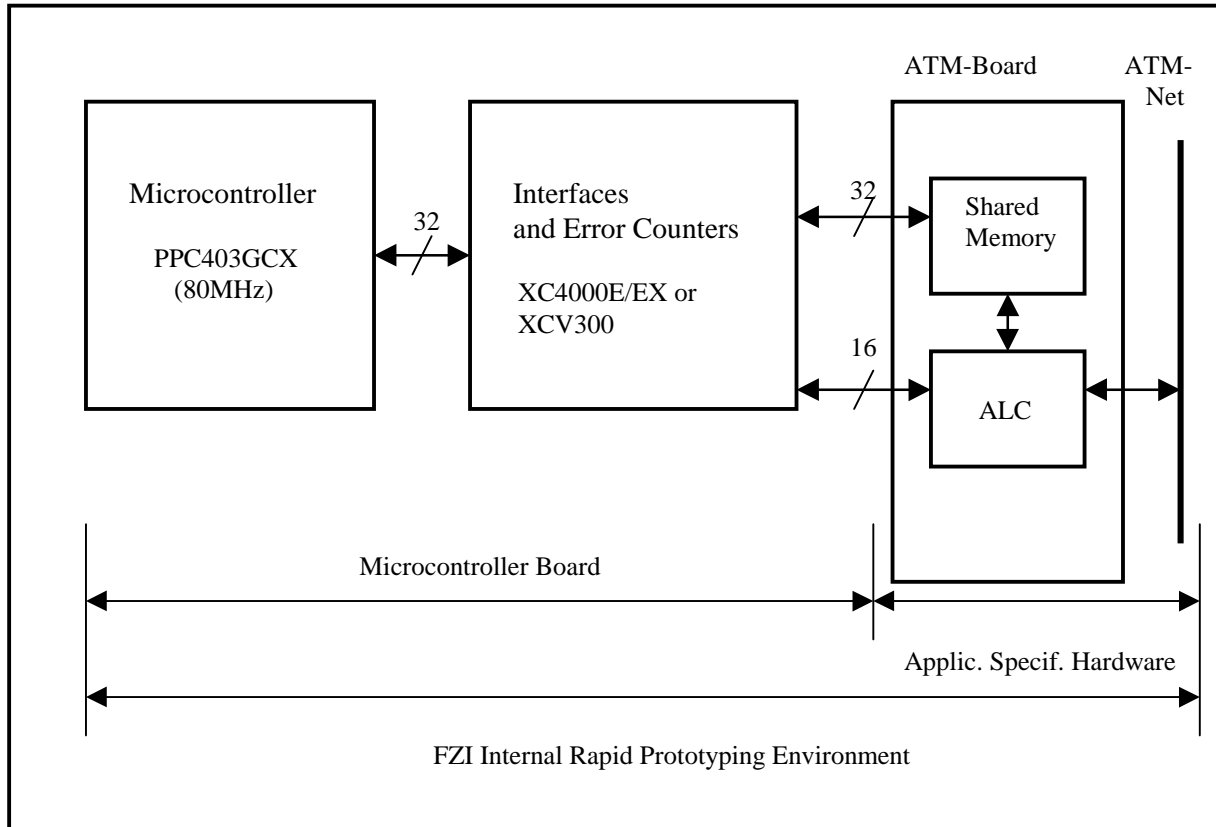 ATM-Board
ATM-
Net
Microcontroller
PPC403GCX
(80MHz)
32
Interfaces
and Error Counters
XC4000E/EX or
XCV300
32
16
Shared
Memory
ALC
Microcontroller Board
Applic. Specif. Hardware
FZI Internal Rapid Prototyping Environment